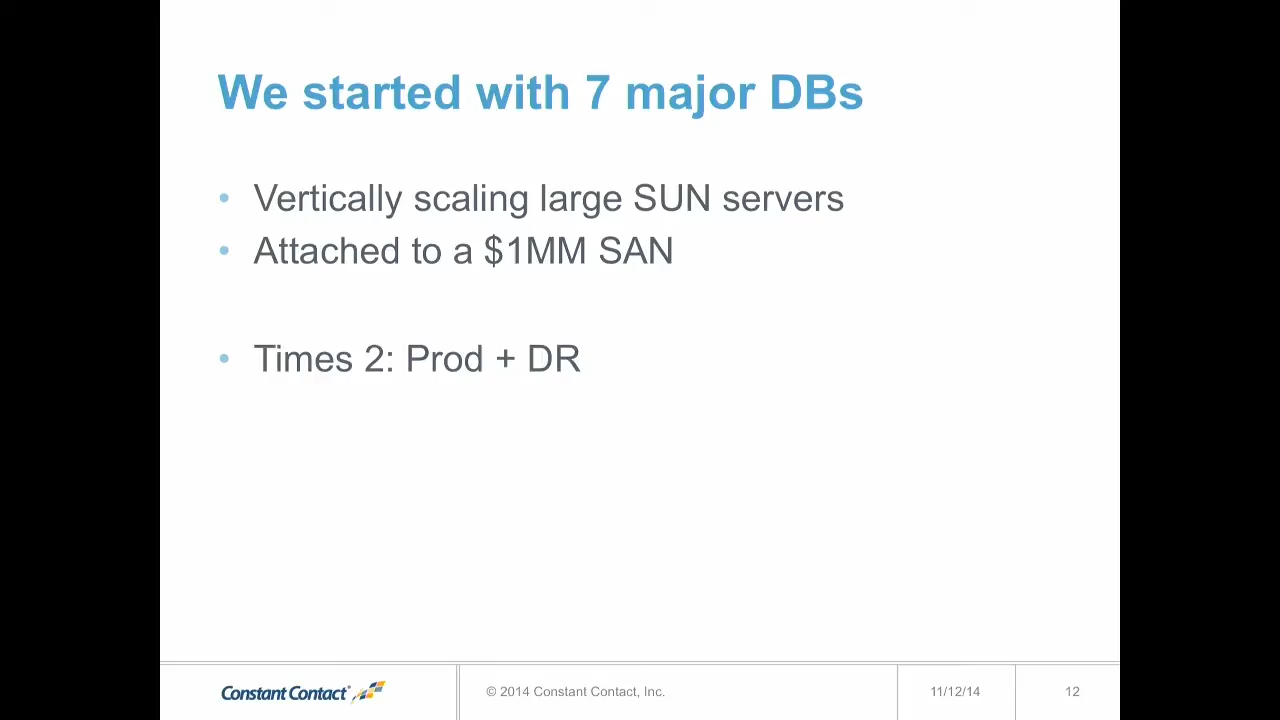 We started with 7 major DBs
• Vertically scaling large SUN servers
• Attached to a $1MM SAN
• Times 2: Prod + DR
Constant Contact®
© 2014 Constant Contact, Inc.
11/12/14
12